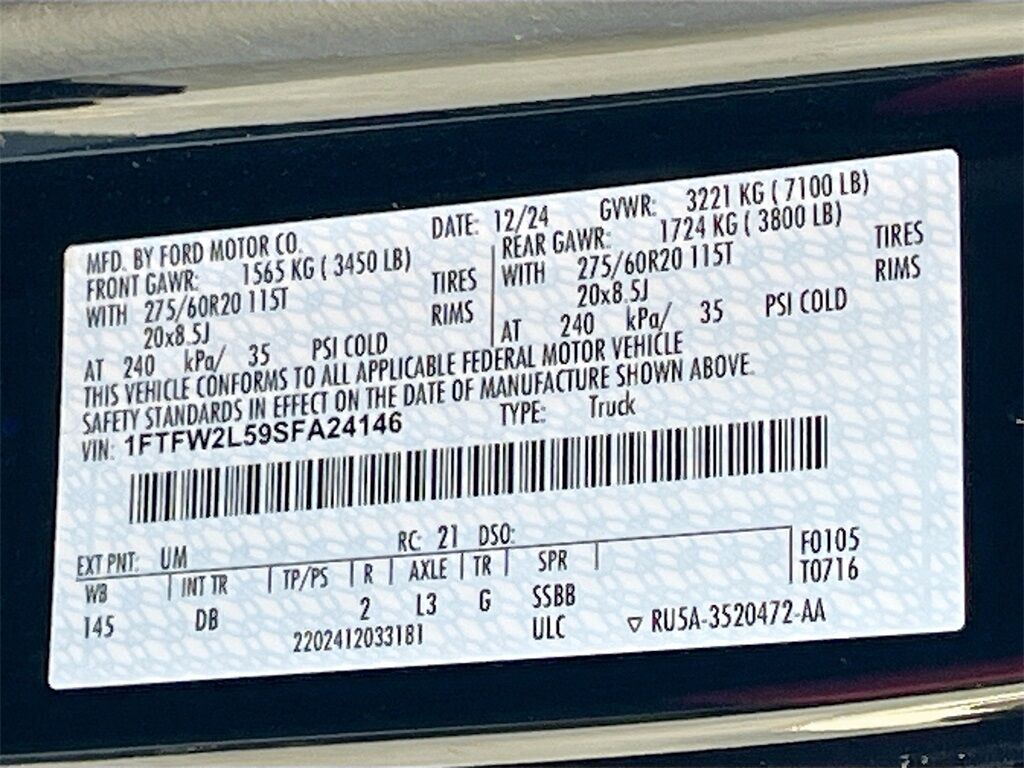 MFD. BY FORD MOTOR CO. DATE: 12/24 GVWR: 3221 KG ( 7100 LB)
FRONT GAWR: 1565 KG ( 3450 LB) REAR GAWR: 1724 KG ( 3800 LB)
WITH 275/60R20 115T TIRES WITH 275/60R20 115T TIRES
20x8.5J RIMS 20x8.5J RIMS
AT 240 kPa/ 35 PSI COLD AT 240 kPa/ 35 PSI COLD
THIS VEHICLE CONFORMS TO ALL APPLICABLE FEDERAL MOTOR VEHICLE
SAFETY STANDARDS IN EFFECT ON THE DATE OF MANUFACTURE SHOWN ABOVE.
VIN: 1FTFW2L59SFA24146 TYPE: Truck
EXT PNT: UM RC: 21 DSO: F0105
WB INT TR TP/PS R AXLE TR SPR T0716
145 DB 2 L3 G SSBB
2202412033181 ULC ▽ RU5A-3520472-AA